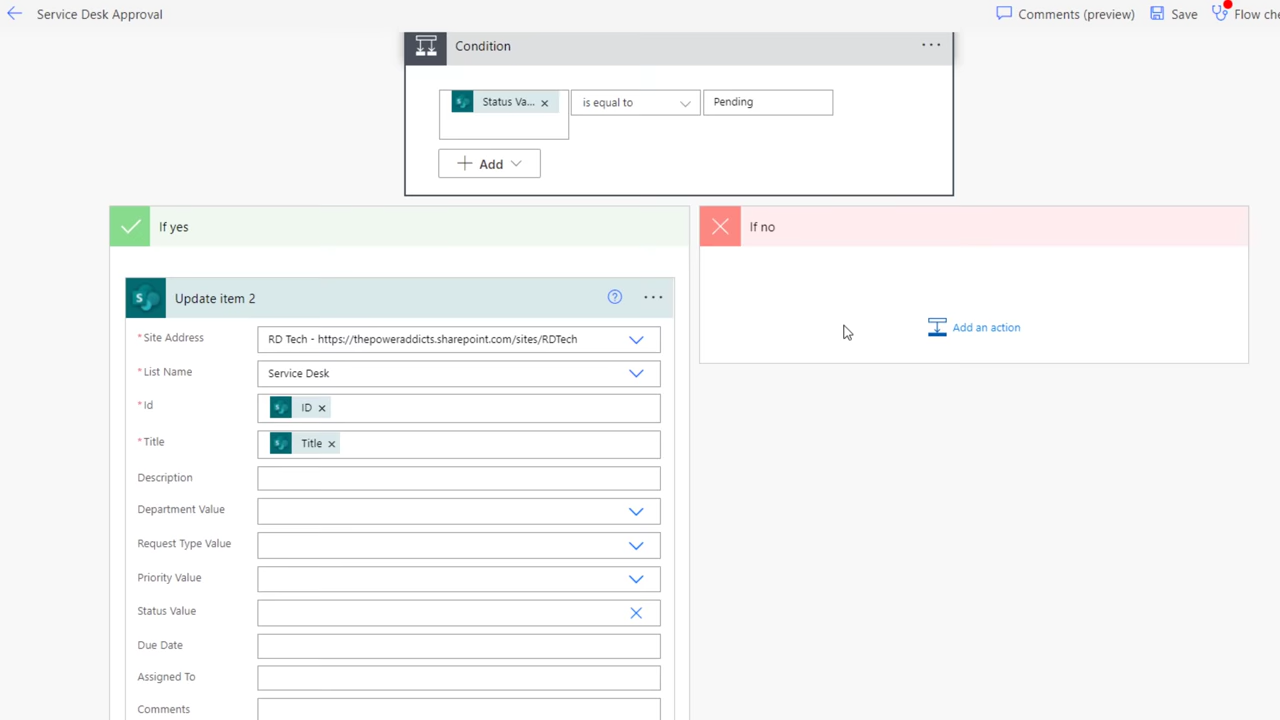 Service Desk Approval
Comments (preview)
Save
Flow che
Condition
Status Va...
is equal to
Pending
Add
If yes
If no
Update item 2
Add an action
* Site Address
RD Tech - https://thepoweraddicts.sharepoint.com/sites/RDTech
* List Name
Service Desk
* Id
ID
* Title
Title
Description
Department Value
Request Type Value
Priority Value
Status Value
Due Date
Assigned To
Comments